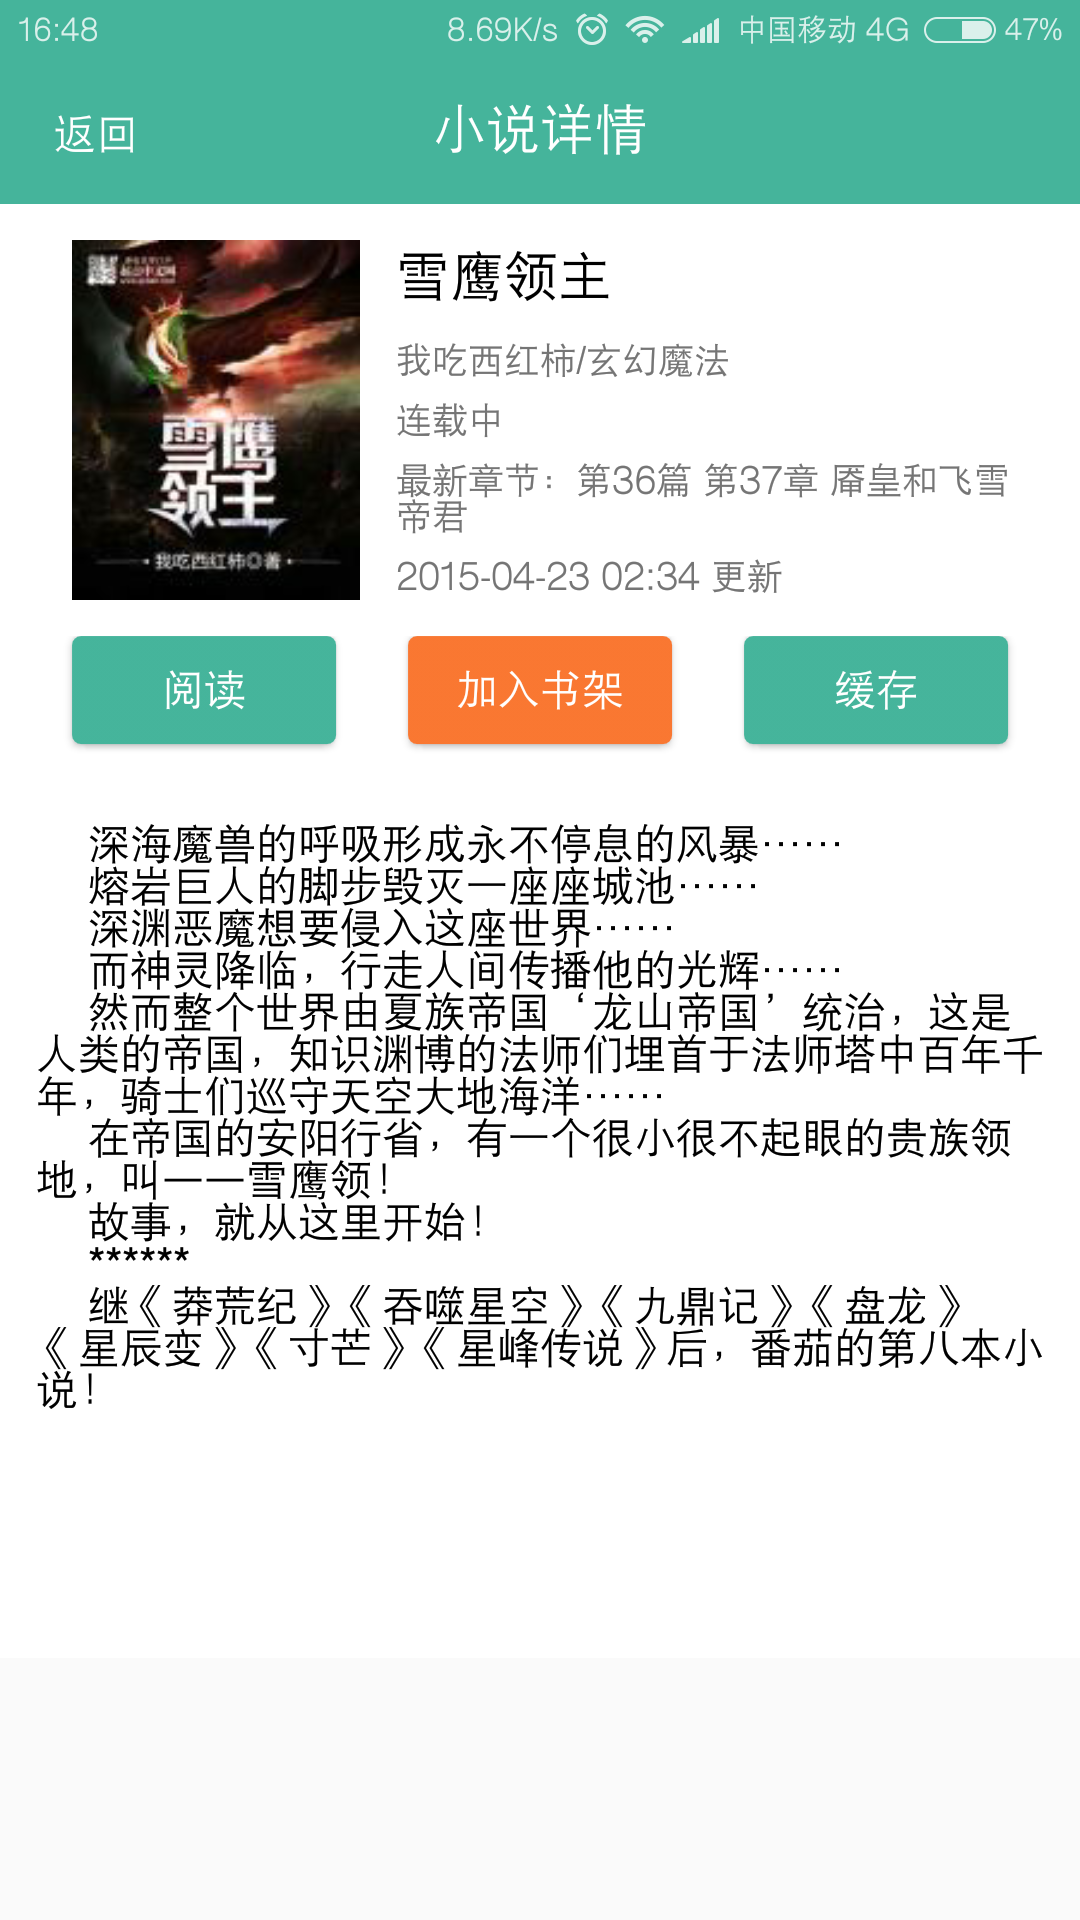 16:48 8.69K/s 中国移动 4G 47%
返回 小说详情
雪鹰领主
我吃西红柿/玄幻魔法
连载中
最新章节：第36篇 第37章 厣皇和飞雪
帝君
2015-04-23 02:34 更新
雪鹰
领主
我吃西红柿◎著
阅读 加入书架 缓存
深海魔兽的呼吸形成永不停息的风暴……
熔岩巨人的脚步毁灭一座座城池……
深渊恶魔想要侵入这座世界……
而神灵降临，行走人间传播他的光辉……
然而整个世界由夏族帝国‘龙山帝国’统治，这是
人类的帝国，知识渊博的法师们埋首于法师塔中百年千
年，骑士们巡守天空大地海洋……
在帝国的安阳行省，有一个很小很不起眼的贵族领
地，叫——雪鹰领！
故事，就从这里开始！
******
继《莽荒纪》《吞噬星空》《九鼎记》《盘龙》
《星辰变》《寸芒》《星峰传说》后，番茄的第八本小
说！